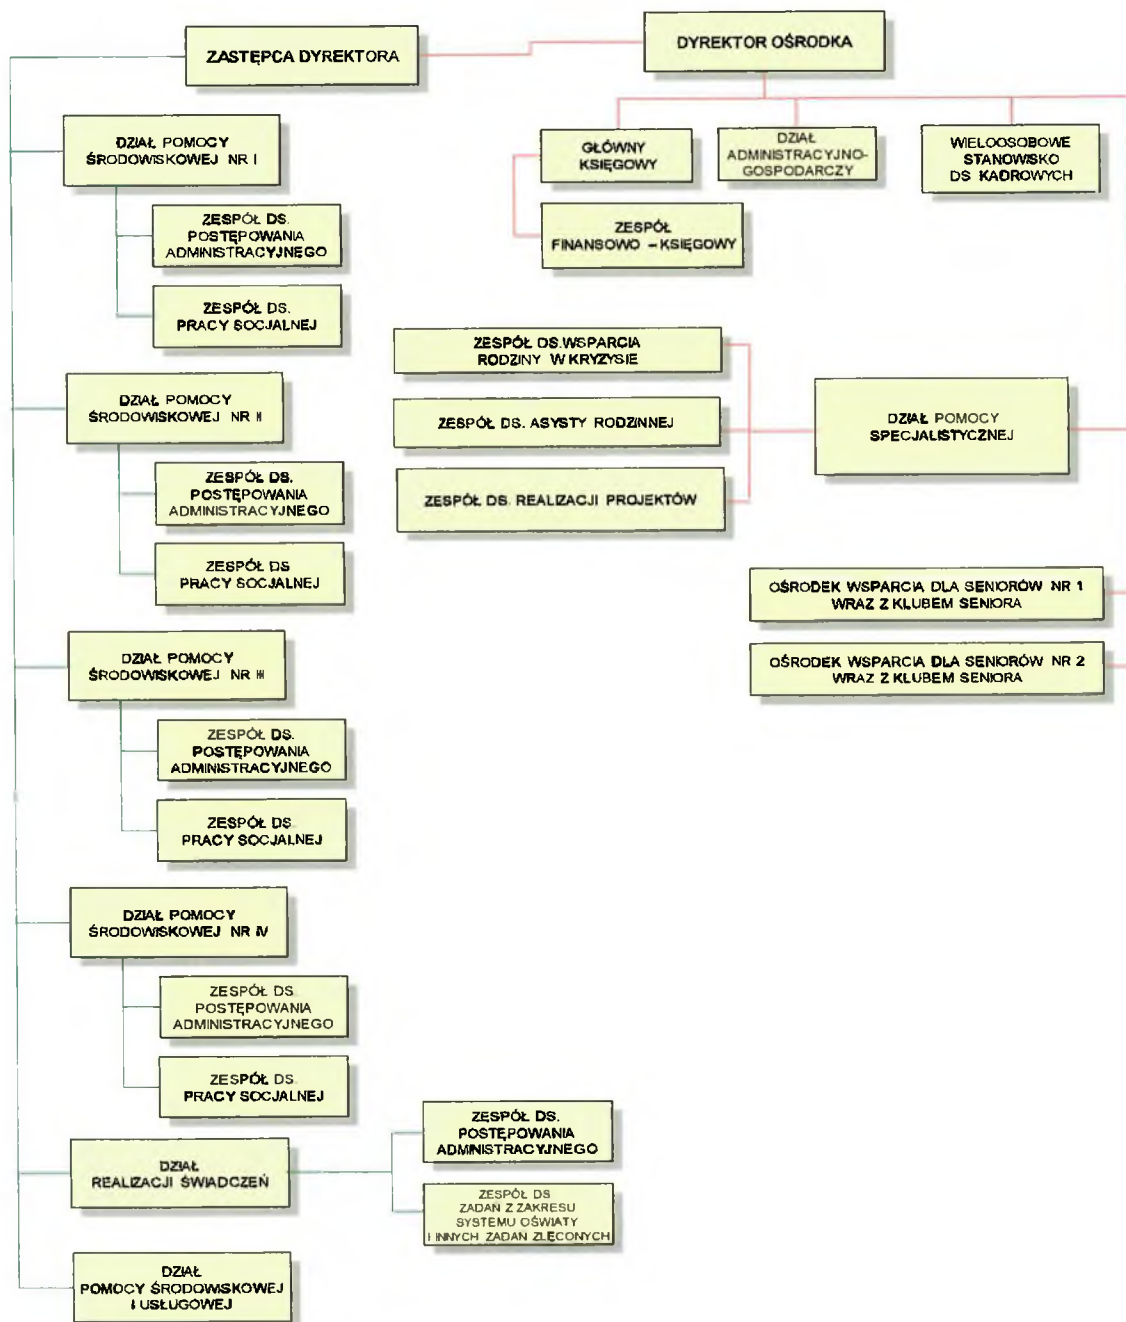 ZASTĘPCA DYREKTORA
DYREKTOR OŚRODKA
DZIAŁ POMOCY
ŚRODOWISKOWEJ NR I
ZESPÓŁ DS.
POSTĘPOWANIA
ADMINISTRACYJNEGO
ZESPÓŁ DS.
PRACY SOCJALNEJ
GŁÓWNY
KSIĘGOWY
DZIAŁ
ADMINISTRACYJNO-
GOSPODARCZY
WIELOOSOBOWE
STANOWISKO
DS KADROWYCH
ZESPÓŁ
FINANSOWO – KSIĘGOWY
ZESPÓŁ DS.WSPARCIA
RODZINY W KRYZYSIE
ZESPÓŁ DS. ASYSTY RODZINNEJ
ZESPÓŁ DS. REALIZACJI PROJEKTÓW
DZIAŁ POMOCY
SPECJALISTYCZNEJ
OŚRODEK WSPARCIA DLA SENIORÓW NR 1
WRAZ Z KLUBEM SENIORA
OŚRODEK WSPARCIA DLA SENIORÓW NR 2
WRAZ Z KLUBEM SENIORA
DZIAŁ POMOCY
ŚRODOWISKOWEJ NR II
ZESPÓŁ DS.
POSTĘPOWANIA
ADMINISTRACYJNEGO
ZESPÓŁ DS
PRACY SOCJALNEJ
DZIAŁ POMOCY
ŚRODOWISKOWEJ NR III
ZESPÓŁ DS.
POSTĘPOWANIA
ADMINISTRACYJNEGO
ZESPÓŁ DS.
PRACY SOCJALNEJ
DZIAŁ POMOCY
ŚRODOWISKOWEJ NR IV
ZESPÓŁ DS.
POSTĘPOWANIA
ADMINISTRACYJNEGO
ZESPÓŁ DS.
PRACY SOCJALNEJ
DZIAŁ
REALIZACJI ŚWIADCZEŃ
ZESPÓŁ DS.
POSTĘPOWANIA
ADMINISTRACYJNEGO
ZESPÓŁ DS
ZADAŃ Z ZAKRESU
SYSTEMU OŚWIATY
I INNYCH ZADAŃ ZLECONYCH
DZIAŁ
POMOCY ŚRODOWISKOWEJ
I USŁUGOWEJ